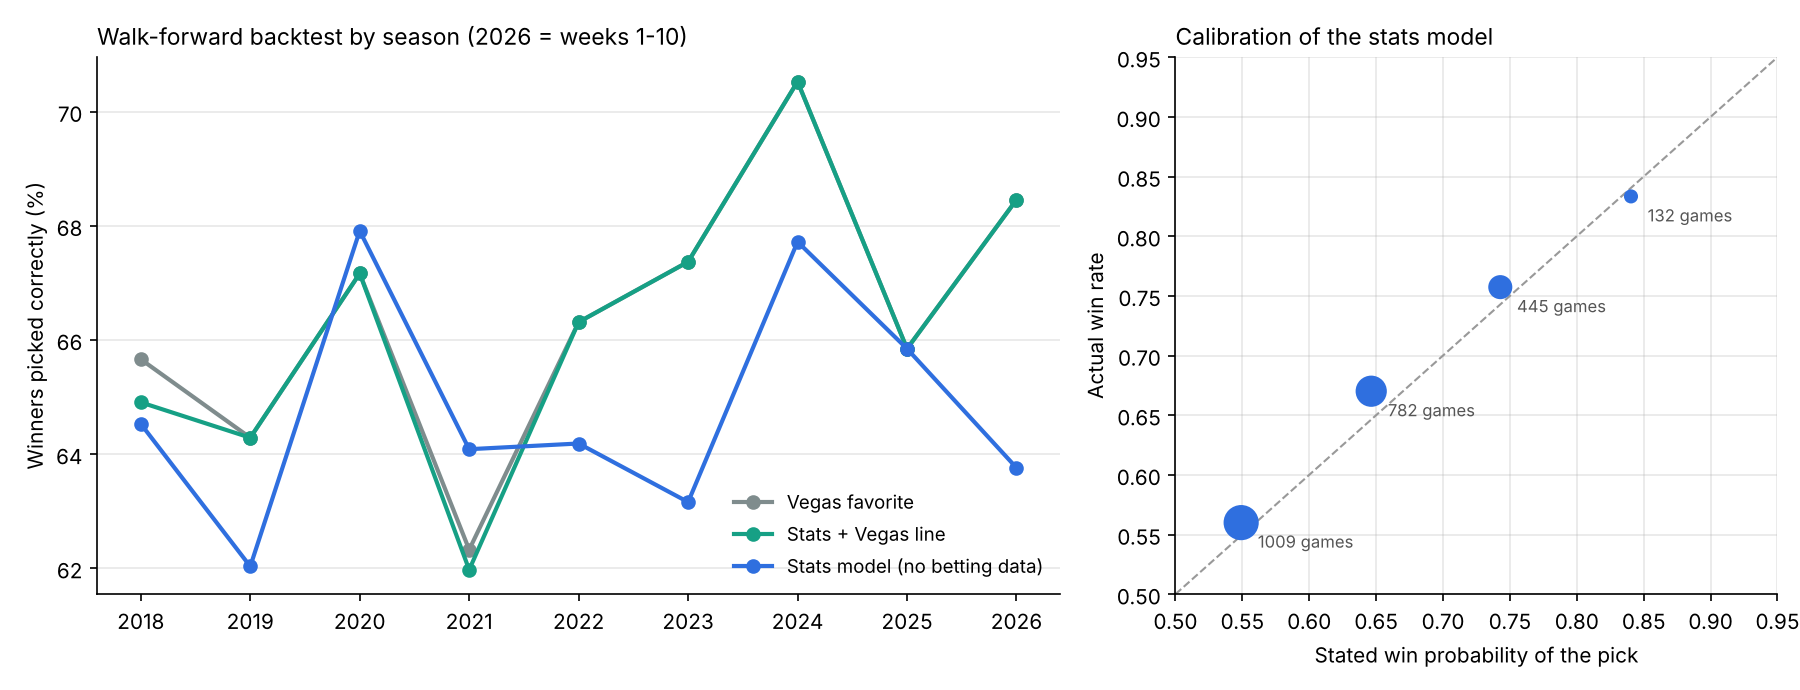 Walk-forward backtest by season (2026 = weeks 1-10)
Winners picked correctly (%)
70
68
66
64
62
2018 2019 2020 2021 2022 2023 2024 2025 2026
Vegas favorite
Stats + Vegas line
Stats model (no betting data)
Calibration of the stats model
Actual win rate
0.95
0.90
0.85
0.80
0.75
0.70
0.65
0.60
0.55
0.50
132 games
445 games
782 games
1009 games
0.50 0.55 0.60 0.65 0.70 0.75 0.80 0.85 0.90 0.95
Stated win probability of the pick